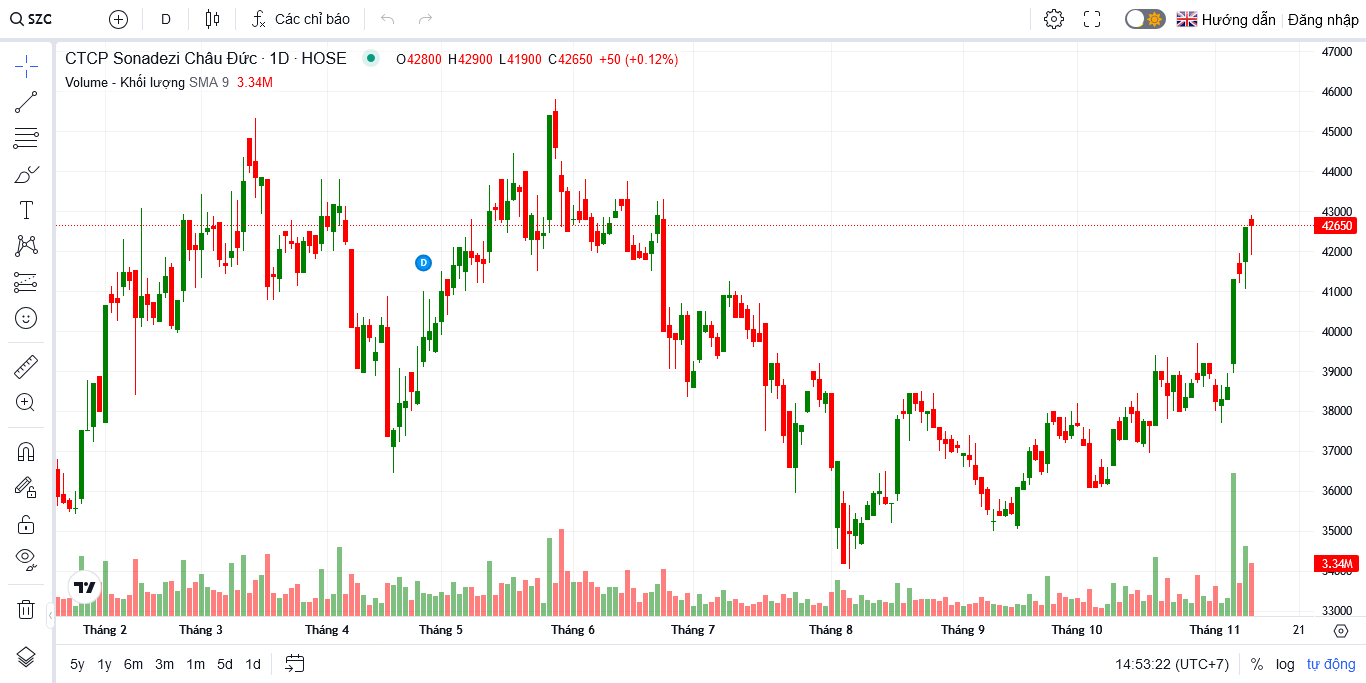 SZC D Các chỉ báo Hướng dẫn Đăng nhập
CTCP Sonadezi Châu Đức · 1D · HOSE O42800 H42900 L41900 C42650 +50 (+0.12%)
Volume - Khối lượng SMA 9 3.34M
47000
46000
45000
44000
43000
42650
42000
41000
40000
39000
38000
37000
36000
35000
3.34M
34000
33000
D
Tháng 2 Tháng 3 Tháng 4 Tháng 5 Tháng 6 Tháng 7 Tháng 8 Tháng 9 Tháng 10 Tháng 11 21
5y 1y 6m 3m 1m 5d 1d 14:53:22 (UTC+7) % log tự động